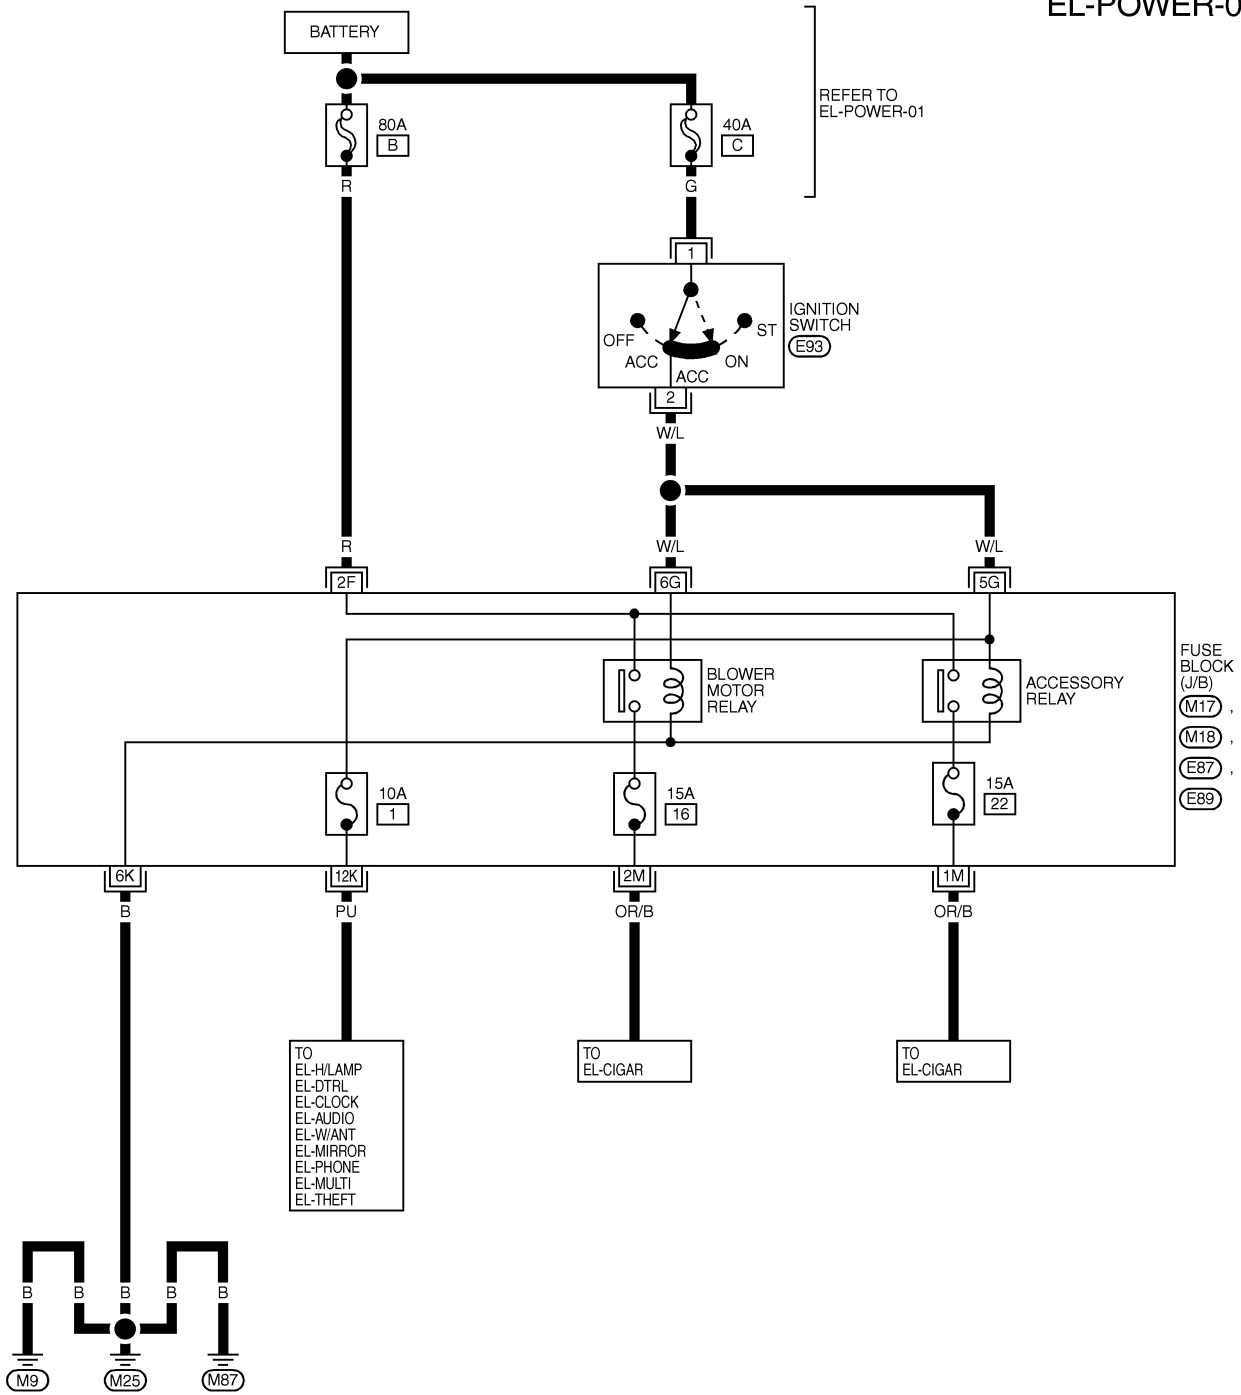 EL-POWER-0
BATTERY
REFER TO
EL-POWER-01
80A
B
40A
C
R
G
1
IGNITION
SWITCH
E93
OFF
ST
ACC
ON
ACC
2
W/L
R
W/L
W/L
2F
6G
5G
FUSE
BLOCK
(J/B)
M17 ,
M18 ,
E87 ,
E89
BLOWER
MOTOR
RELAY
ACCESSORY
RELAY
10A
1
15A
16
15A
22
6K
12K
2M
1M
B
PU
OR/B
OR/B
TO
EL-H/LAMP
EL-DTRL
EL-CLOCK
EL-AUDIO
EL-W/ANT
EL-MIRROR
EL-PHONE
EL-MULTI
EL-THEFT
TO
EL-CIGAR
TO
EL-CIGAR
B B B B B
M9
M25
M87